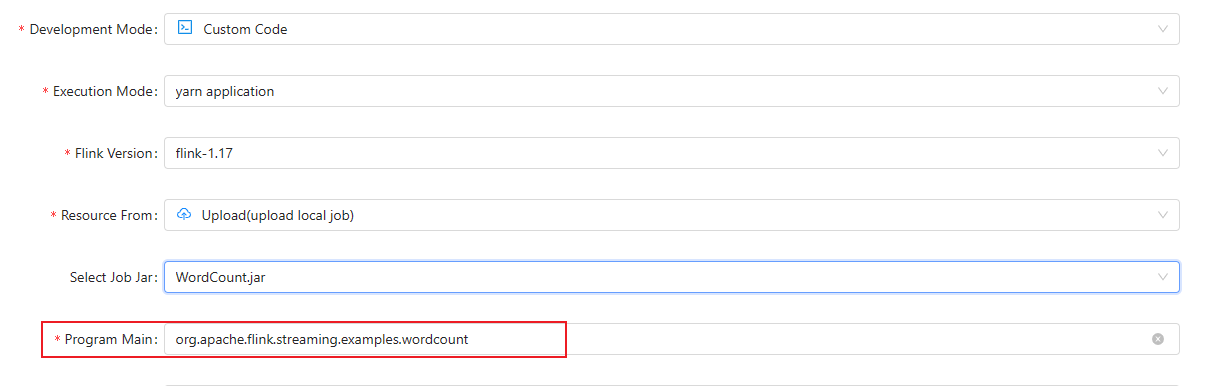 * Development Mode: Custom Code
* Execution Mode: yarn application
* Flink Version: flink-1.17
* Resource From: Upload(upload local job)
Select Job Jar: WordCount.jar
* Program Main: org.apache.flink.streaming.examples.wordcount